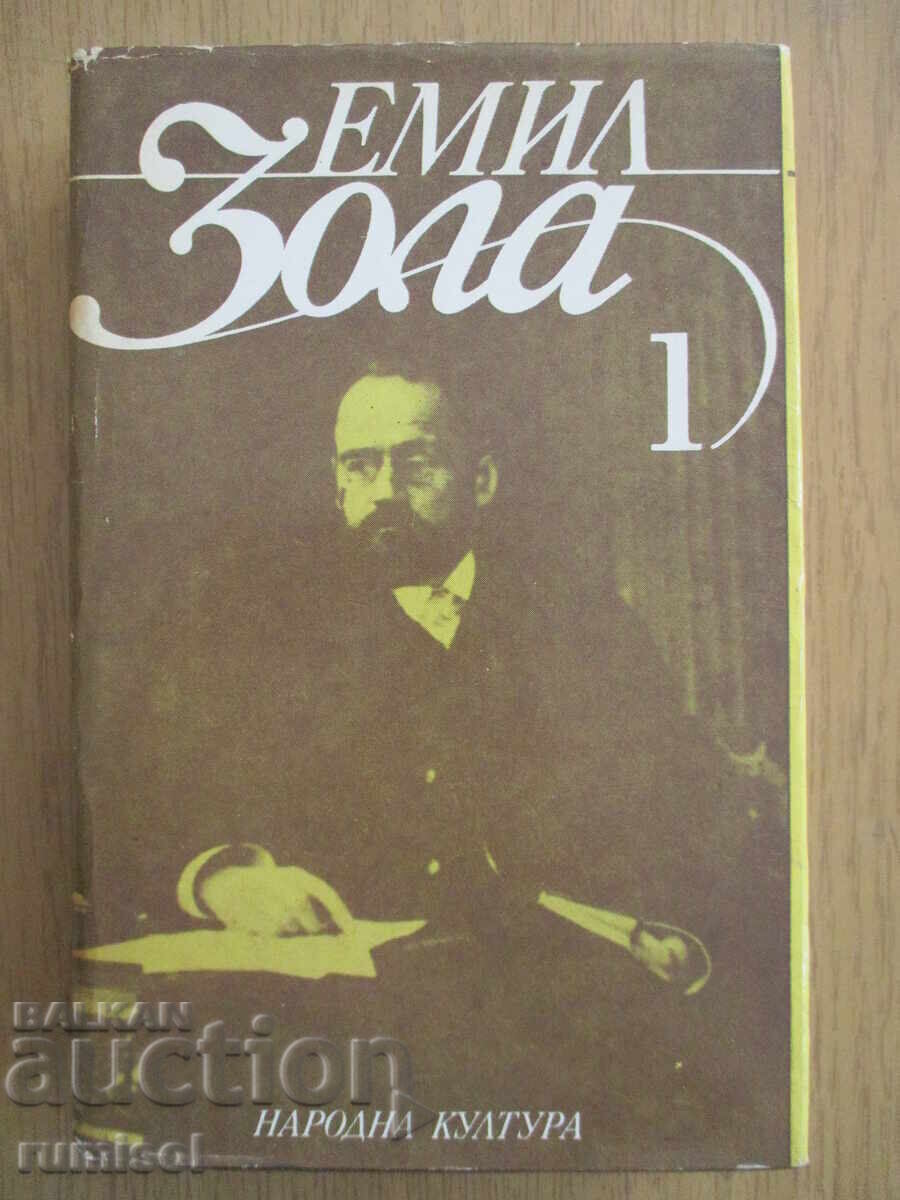 ЕМИЛ
Зола
1
BALKAN
auction
НАРОДНА КУЛТУРА
rumisol